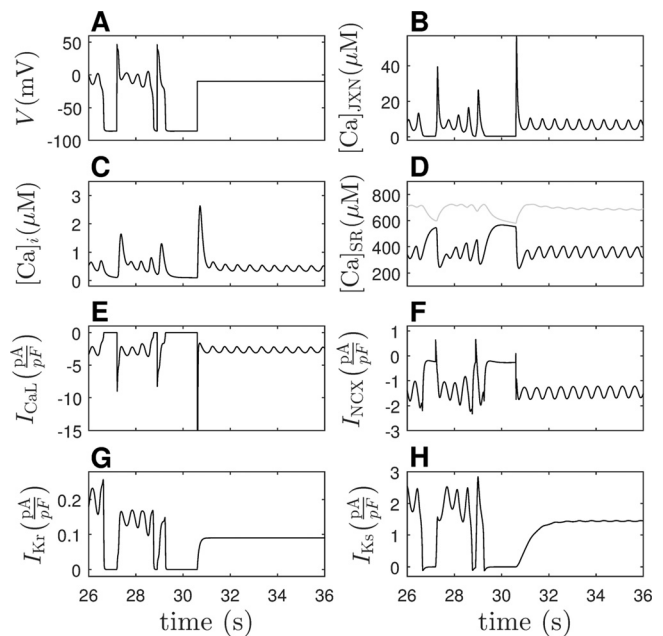 A
50
0
-50
-100
V(mV)
B
40
20
0
[Ca]JXN(μM)
C
3
2
1
0
[Ca]i(μM)
D
800
600
400
200
[Ca]SR(μM)
E
0
-5
-10
-15
ICaL(pA/pF)
F
1
0
-1
-2
-3
INCX(pA/pF)
G
0.2
0.1
0
IKr(pA/pF)
26 28 30 32 34 36
time (s)
H
3
2
1
0
IKs(pA/pF)
26 28 30 32 34 36
time (s)